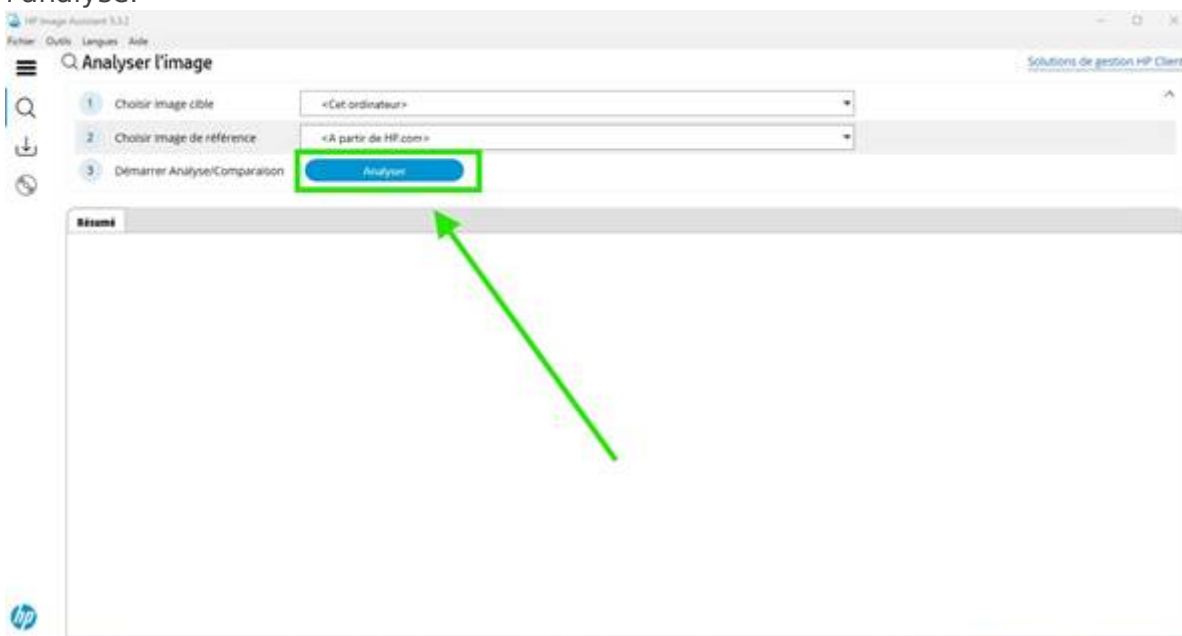 l'analyse.
HP Image Assistant 5.3.2
Fichier Outils Langues Aide
Analyser l'image
Solutions de gestion HP Client
1 Choisir image cible <Cet ordinateur>
2 Choisir image de référence <A partir de HP.com>
3 Démarrer Analyse/Comparaison Analyser
Résumé
hp